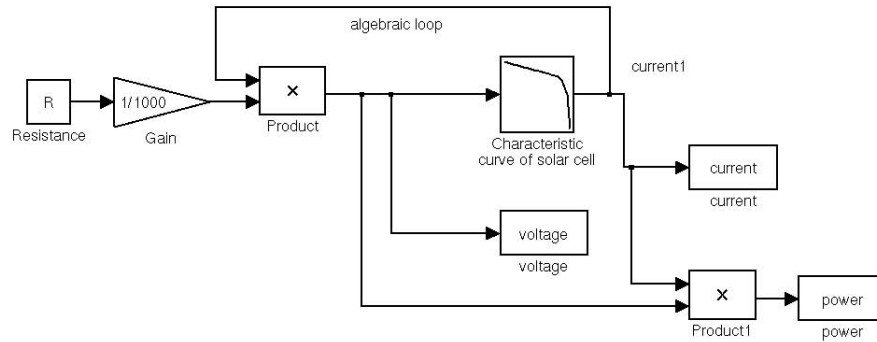 algebraic loop
current1
R
Resistance
1/1000
Gain
×
Product
Characteristic
curve of solar cell
current
current
voltage
voltage
×
Product1
power
power